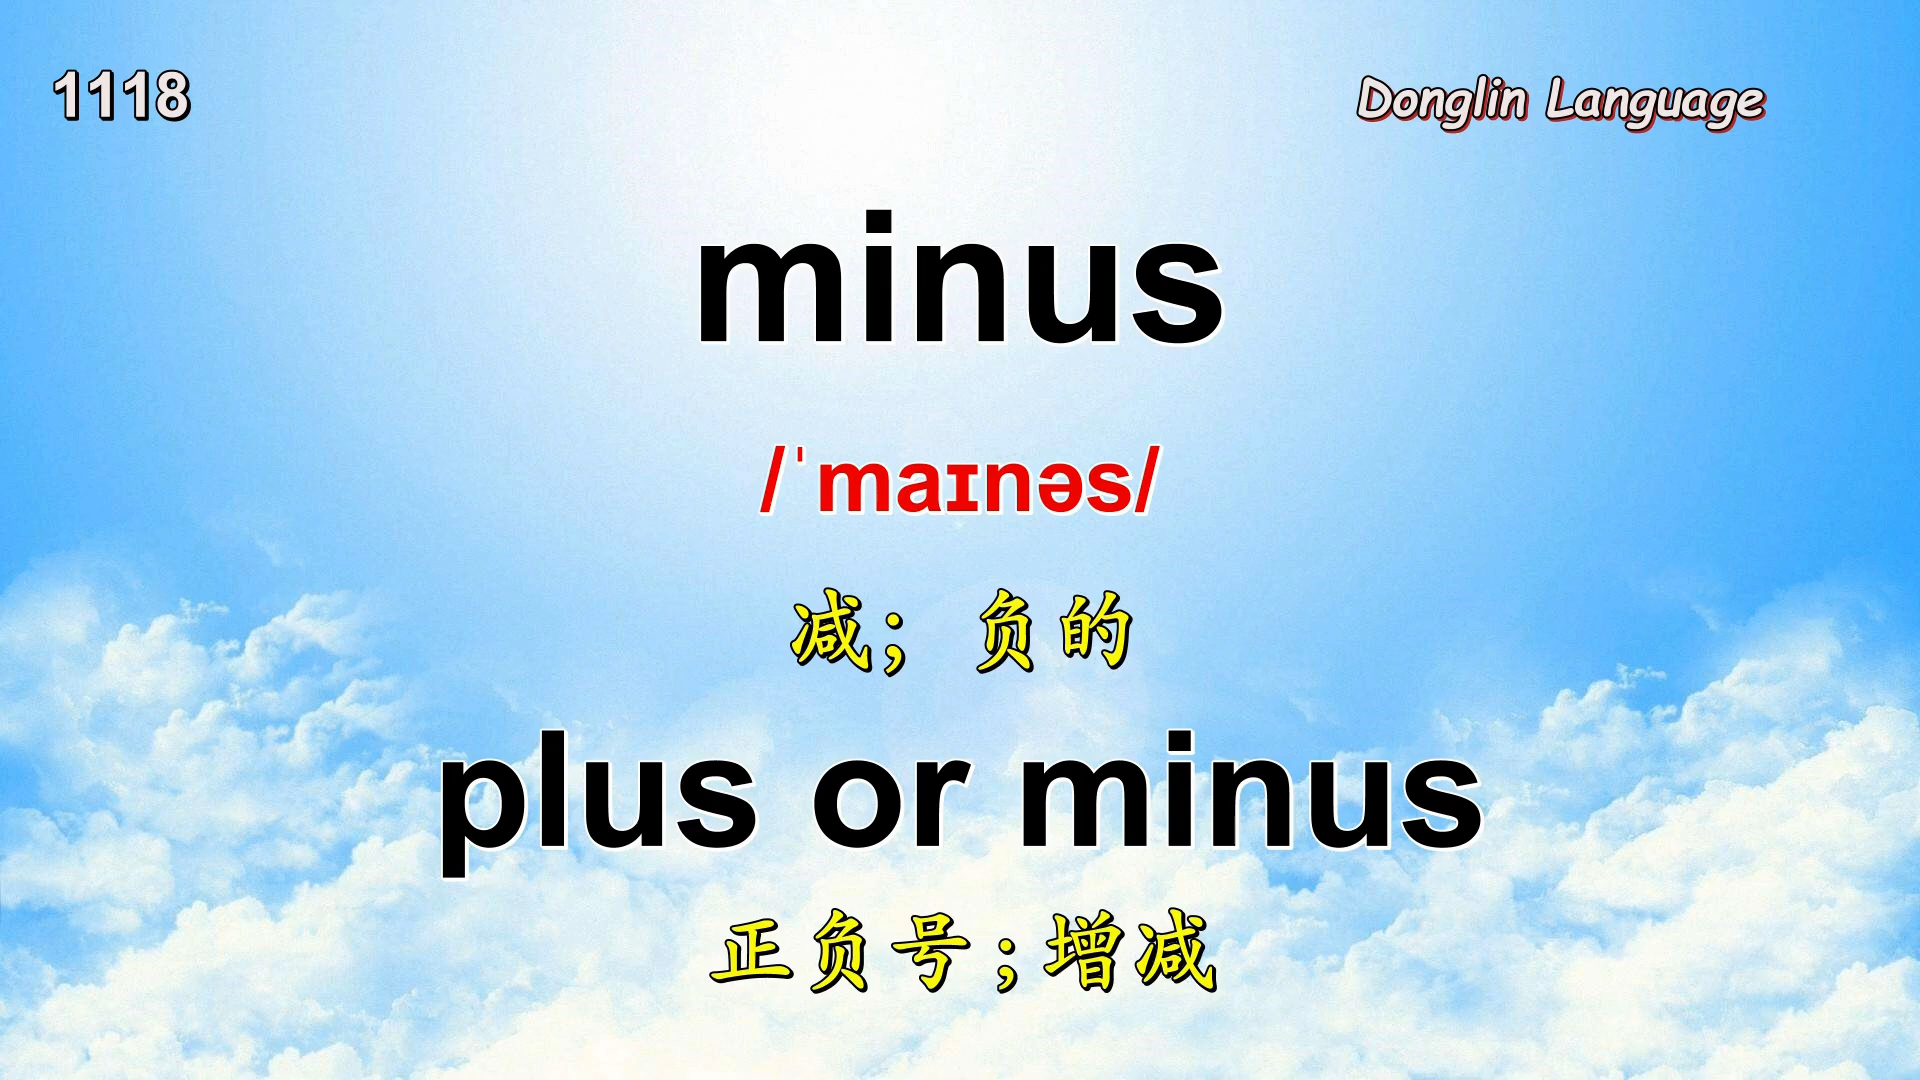 1118
Donglin Language
minus
/ˈmaɪnəs/
减；负的
plus or minus
正负号;增减